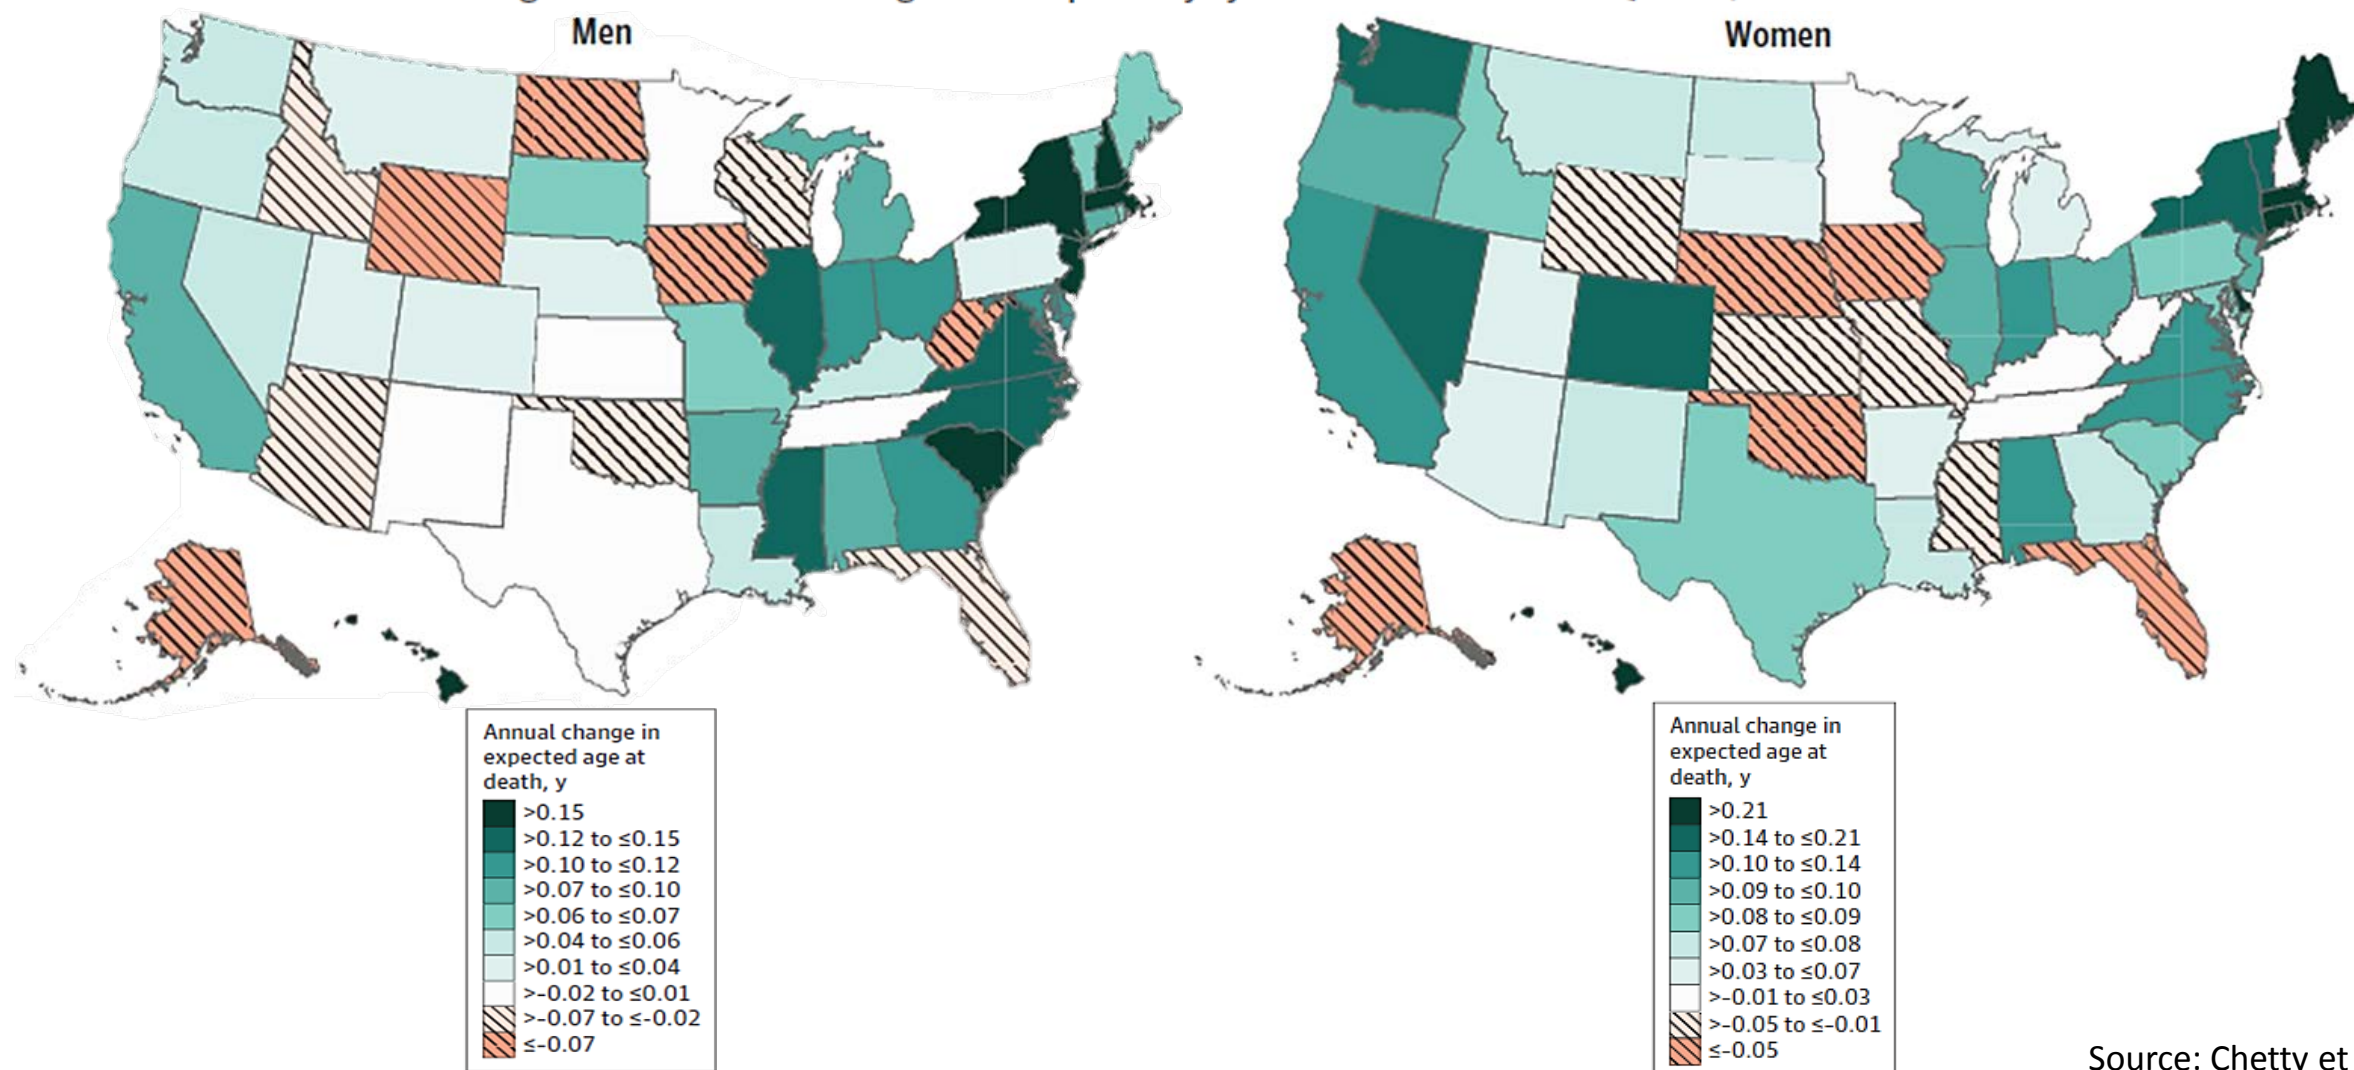 Men
Women
Annual change in
expected age at
death, y
>0.15
>0.12 to ≤0.15
>0.10 to ≤0.12
>0.07 to ≤0.10
>0.06 to ≤0.07
>0.04 to ≤0.06
>0.01 to ≤0.04
>-0.02 to ≤0.01
>-0.07 to ≤-0.02
≤-0.07
Annual change in
expected age at
death, y
>0.21
>0.14 to ≤0.21
>0.10 to ≤0.14
>0.09 to ≤0.10
>0.08 to ≤0.09
>0.07 to ≤0.08
>0.03 to ≤0.07
>-0.01 to ≤0.03
>-0.05 to ≤-0.01
≤-0.05
Source: Chetty et